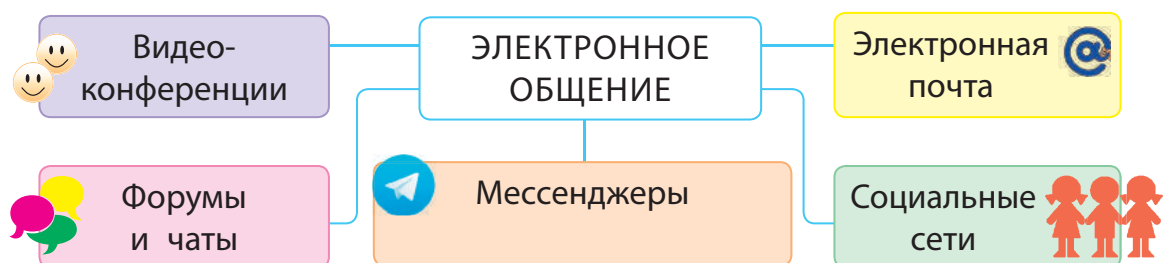 Видео-
конференции
ЭЛЕКТРОННОЕ
ОБЩЕНИЕ
Электронная
почта
@
Форумы
и чаты
Мессенджеры
Социальные
сети